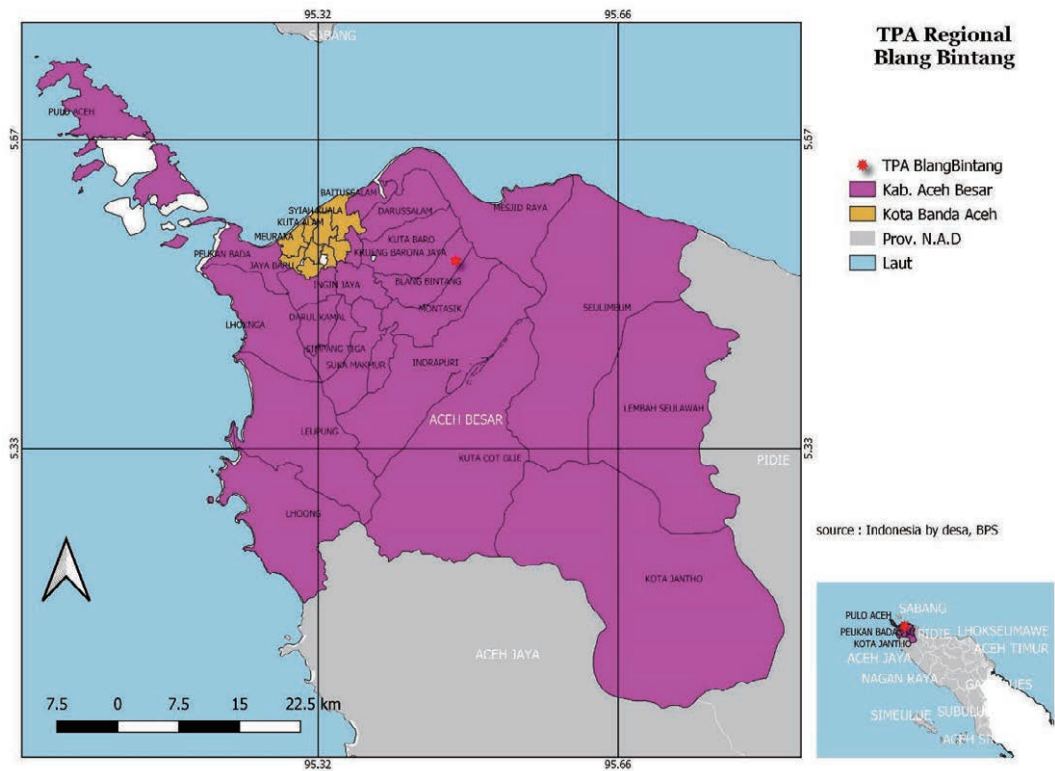 95.32
95.66
TPA Regional
Blang Bintang
SABANG
PULO ACEH
5.67
5.67
TPA BlangBintang
Kab. Aceh Besar
Kota Banda Aceh
Prov. N.A.D
Laut
BAITUSSALAM
SYIAH KUALA
DARUSSALAM
MESJID RAYA
KUTA ALAM
MEURAXA
KUTA BARO
PEUKAN BADA
KRUENG BARONA JAYA
JAYA BARU
INGIN JAYA
BLANG BINTANG
MONTASIK
SEULIMEUM
LHOKNGA
DARUL KAMAL
SIMPANG TIGA
SUKA MAKMUR
INDRAPURI
LEMBAH SEULAWAH
ACEH BESAR
LEUPUNG
5.33
5.33
KUTA COT GLIE
PIDIE
LHOONG
source : Indonesia by desa, BPS
KOTA JANTHO
ACEH JAYA
7.5 0 7.5 15 22.5 km
95.32
95.66
SABANG
PULO ACEH
PEUKAN BADA
PIDIE
LHOKSEUMAWE
KOTA JANTHO
ACEH TIMUR
ACEH JAYA
NAGAN RAYA
SIMEULUE